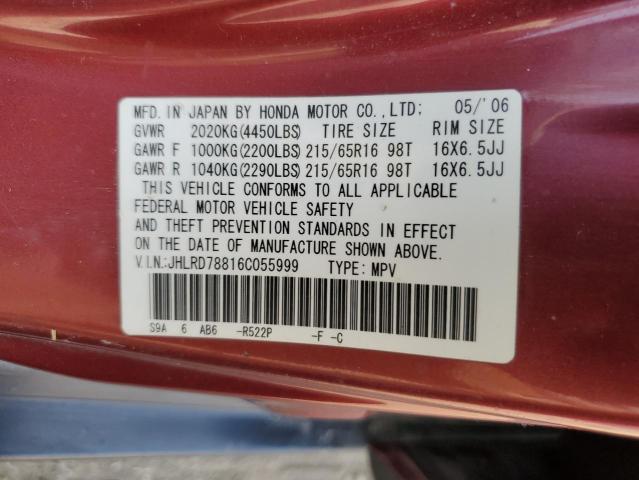 MFD. IN JAPAN BY HONDA MOTOR CO.,LTD; 05/'06
GVWR 2020KG(4450LBS) TIRE SIZE RIM SIZE
GAWR F 1000KG(2200LBS) 215/65R16 98T 16X6.5JJ
GAWR R 1040KG(2290LBS) 215/65R16 98T 16X6.5JJ
THIS VEHICLE CONFORMS TO ALL APPLICABLE
FEDERAL MOTOR VEHICLE SAFETY
AND THEFT PREVENTION STANDARDS IN EFFECT
ON THE DATE OF MANUFACTURE SHOWN ABOVE.
V.I.N.:JHLRD78816C055999 TYPE: MPV
S9A 6 AB6 -R522P -F -C